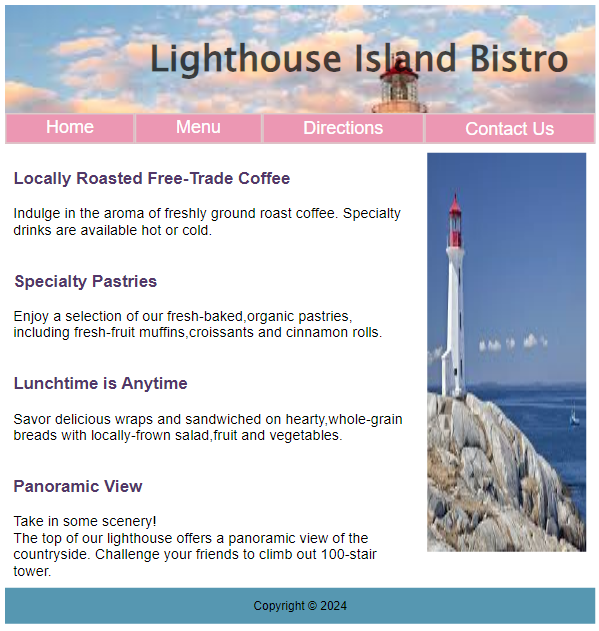 Lighthouse Island Bistro
Home Menu Directions Contact Us
Locally Roasted Free-Trade Coffee
Indulge in the aroma of freshly ground roast coffee. Specialty
drinks are available hot or cold.
Specialty Pastries
Enjoy a selection of our fresh-baked,organic pastries,
including fresh-fruit muffins,croissants and cinnamon rolls.
Lunchtime is Anytime
Savor delicious wraps and sandwiched on hearty,whole-grain
breads with locally-frown salad,fruit and vegetables.
Panoramic View
Take in some scenery!
The top of our lighthouse offers a panoramic view of the
countryside. Challenge your friends to climb out 100-stair
tower.
Copyright © 2024